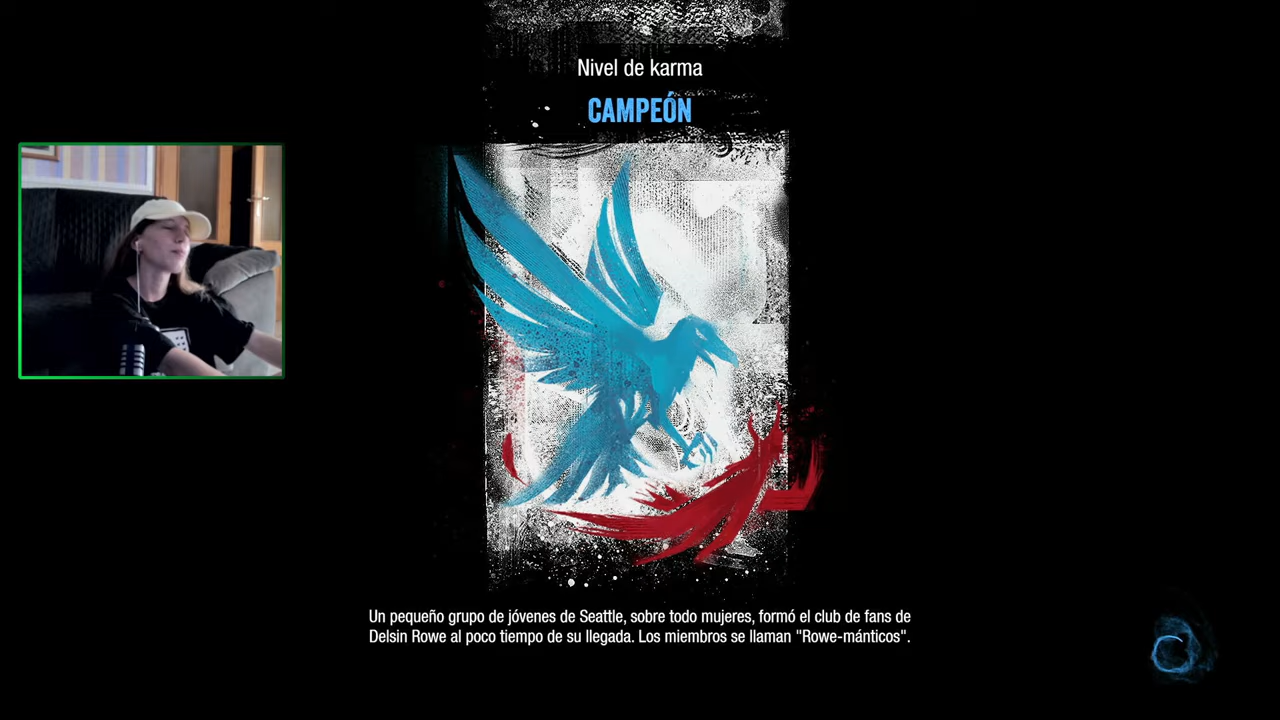 Nivel de karma
CAMPEÓN
Un pequeño grupo de jóvenes de Seattle, sobre todo mujeres, formó el club de fans de
Delsin Rowe al poco tiempo de su llegada. Los miembros se llaman "Rowe-mánticos".